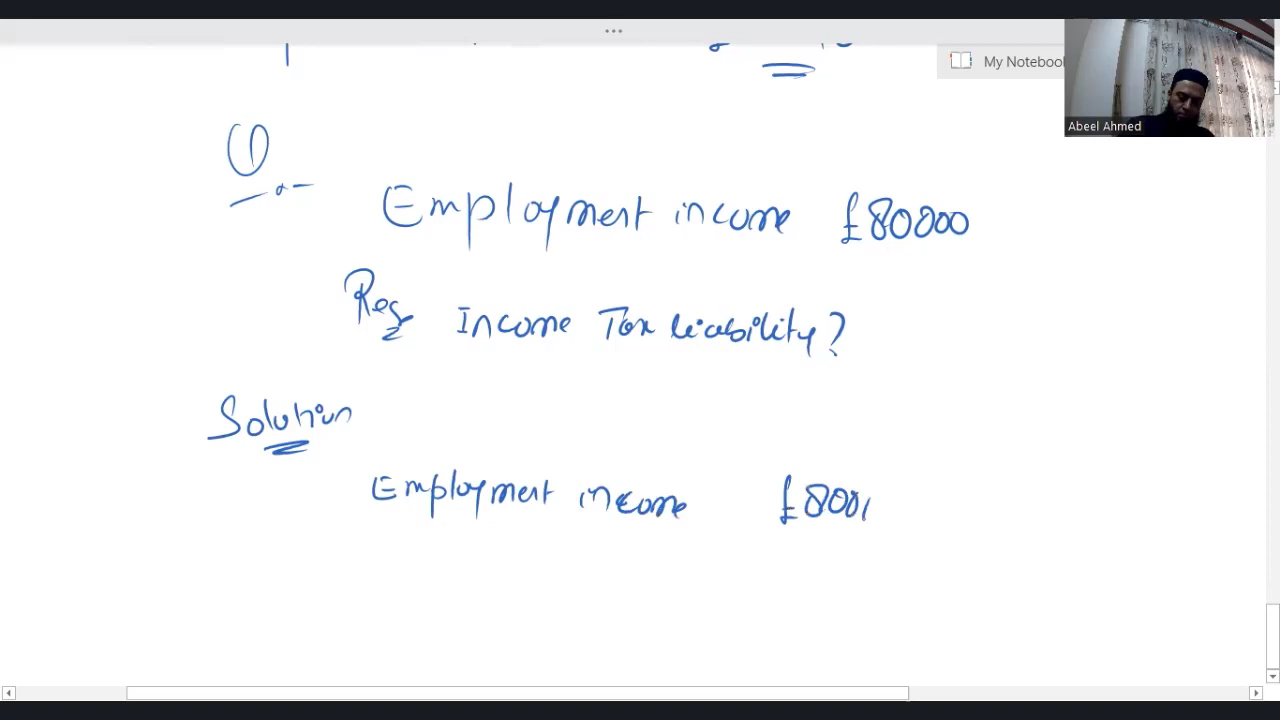 My Notebook
Abeel Ahmed
1
Employment income £80000
Req Income Tax liability?
Solution
Employment income £800